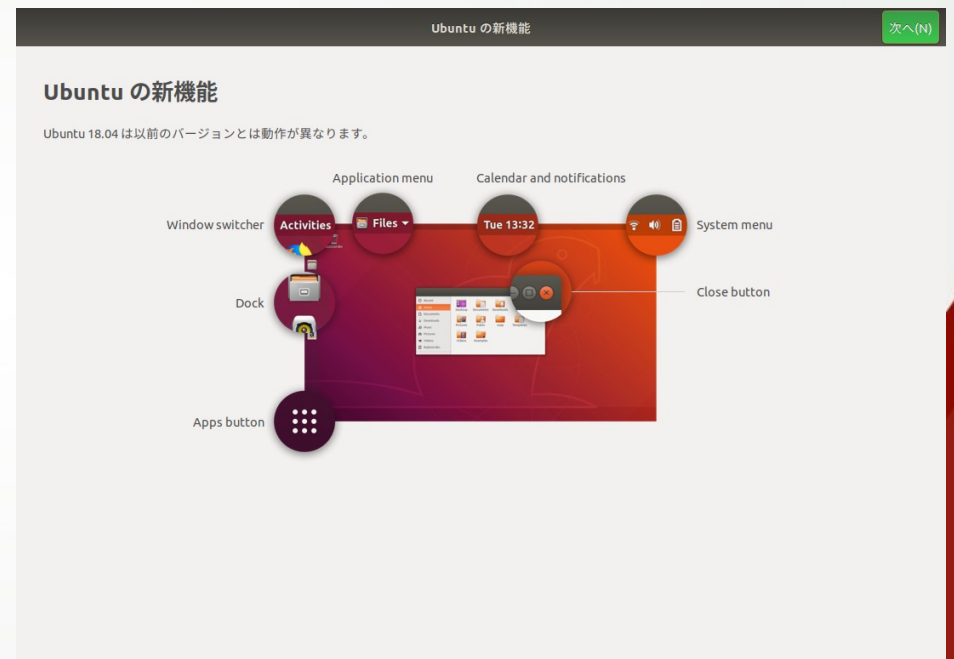 Ubuntu の新機能
次へ(N)
Ubuntu の新機能
Ubuntu 18.04 は以前のバージョンとは動作が異なります。
Application menu
Calendar and notifications
Window switcher
Activities
Files
Tue 13:32
System menu
Dock
Close button
Apps button